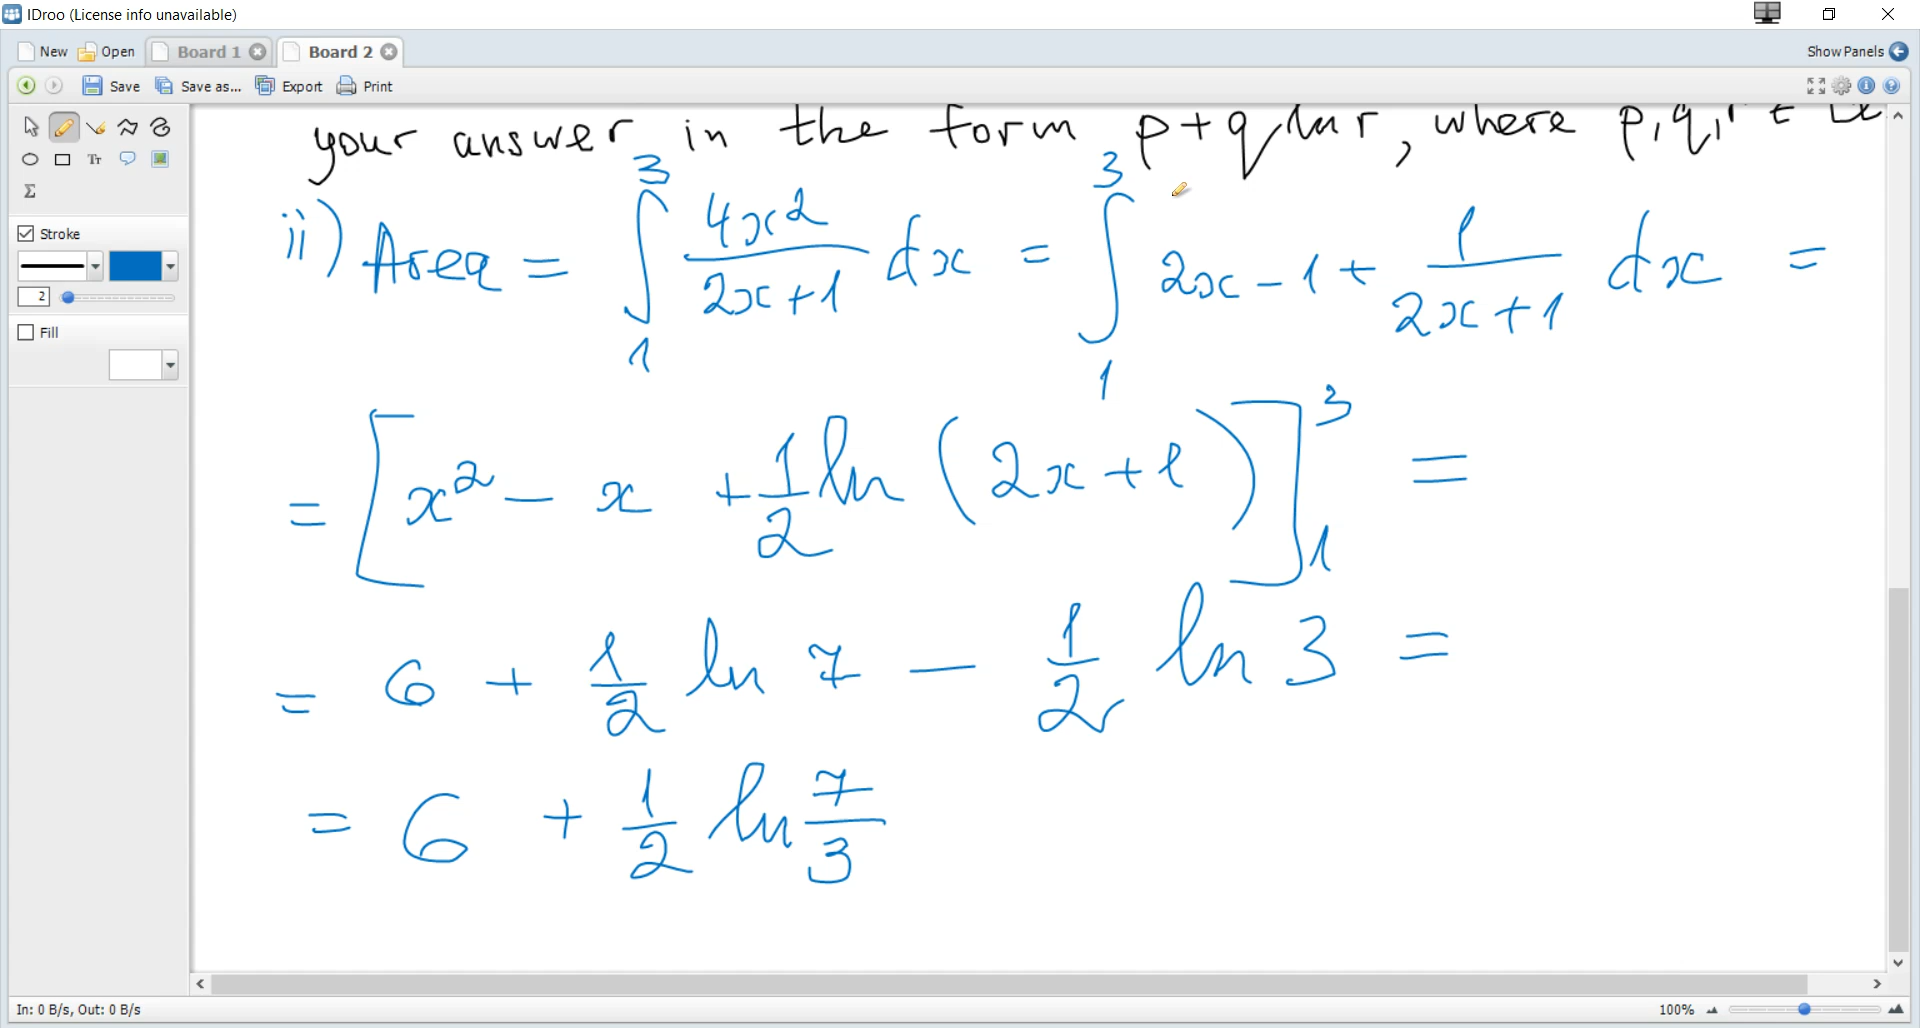 IDroo (License info unavailable)
New Open Board 1 Board 2 Show Panels
Save Save as... Export Print
your answer in the form p + q ln r, where p, q, r ∈
ii) Area = ∫₁³ 4x²/(2x+1) dx = ∫₁³ 2x − 1 + 1/(2x+1) dx =
= [x² − x + 1/2 ln (2x+1)]₁³ =
= 6 + 1/2 ln 7 − 1/2 ln 3 =
= 6 + 1/2 ln 7/3
Tт
Σ
Stroke
2
Fill
In: 0 B/s, Out: 0 B/s 100%